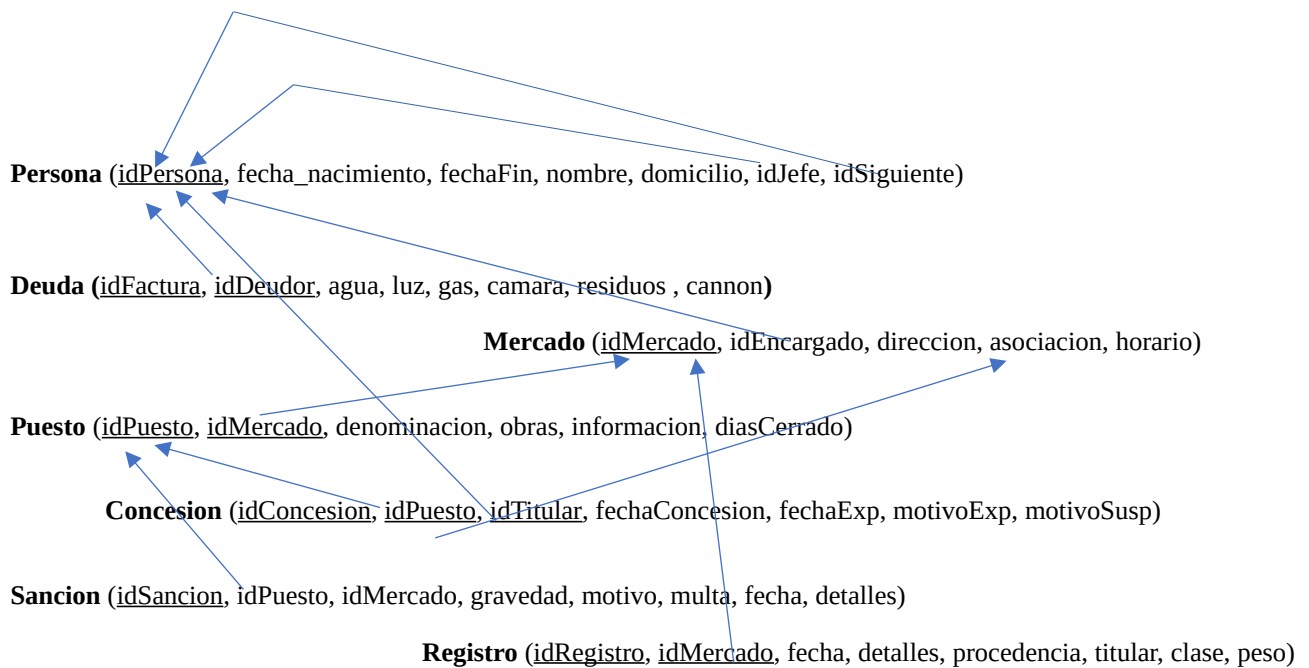 Persona (idPersona, fecha_nacimiento, fechaFin, nombre, domicilio, idJefe, idSiguiente)
Deuda (idFactura, idDeudor, agua, luz, gas, camara, residuos , cannon)
Mercado (idMercado, idEncargado, direccion, asociacion, horario)
Puesto (idPuesto, idMercado, denominacion, obras, informacion, diasCerrado)
Concesion (idConcesion, idPuesto, idTitular, fechaConcesion, fechaExp, motivoExp, motivoSusp)
Sancion (idSancion, idPuesto, idMercado, gravedad, motivo, multa, fecha, detalles)
Registro (idRegistro, idMercado, fecha, detalles, procedencia, titular, clase, peso)